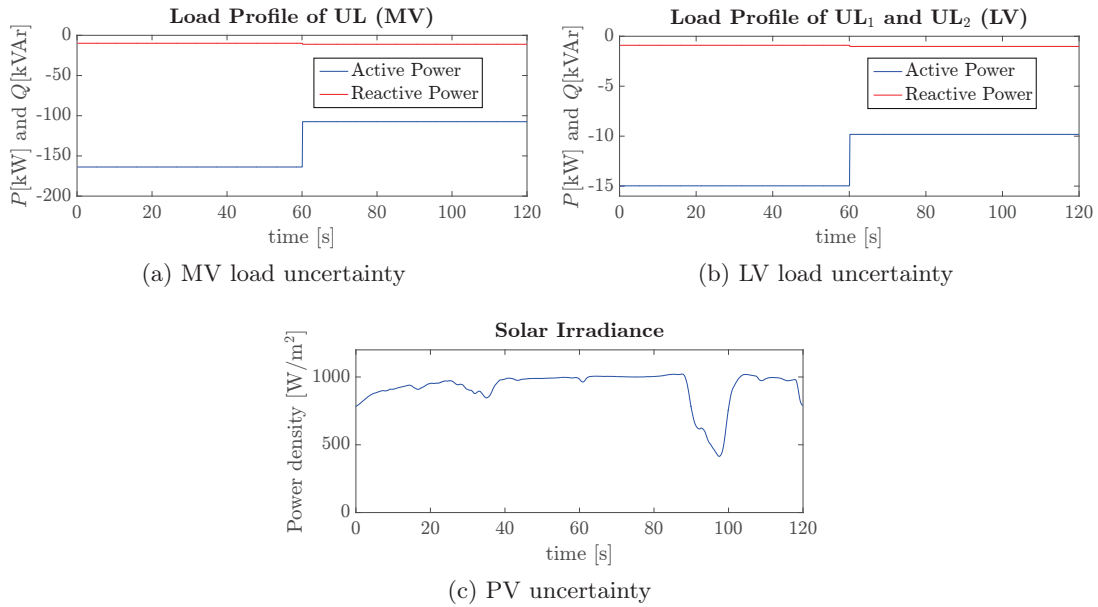 Load Profile of UL (MV)
P[kW] and Q[kVAr]
0
-50
-100
-150
-200
Active Power
Reactive Power
0 20 40 60 80 100 120
time [s]
(a) MV load uncertainty
Load Profile of UL₁ and UL₂ (LV)
P[kW] and Q[kVAr]
0
-5
-10
-15
Active Power
Reactive Power
0 20 40 60 80 100 120
time [s]
(b) LV load uncertainty
Solar Irradiance
Power density [W/m²]
1000
500
0
0 20 40 60 80 100 120
time [s]
(c) PV uncertainty